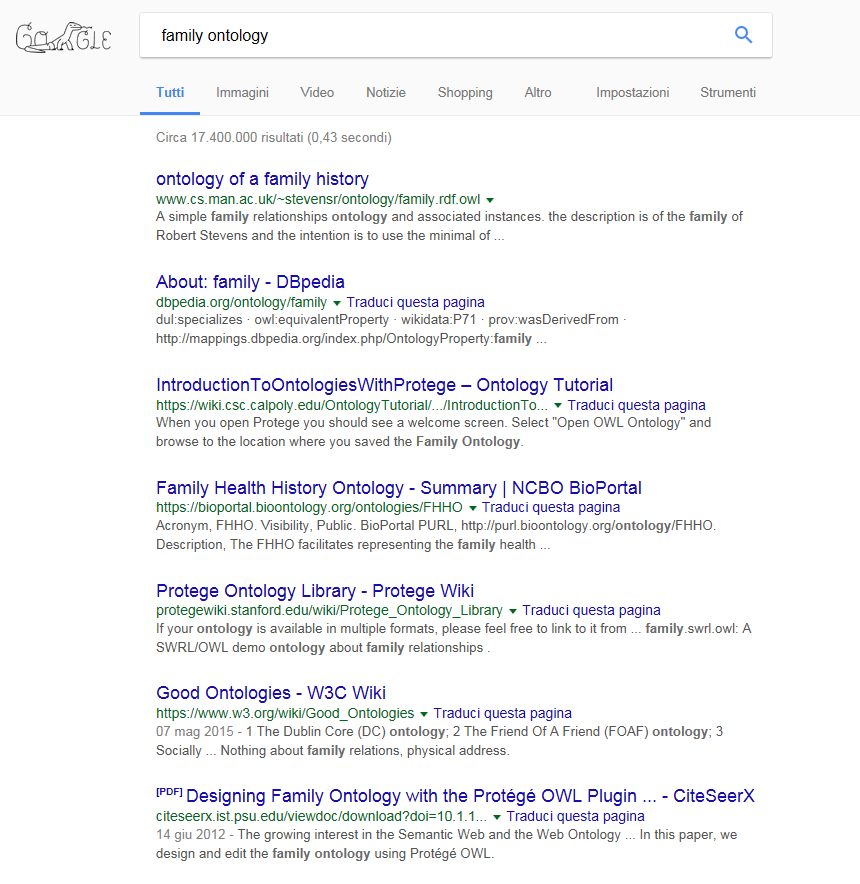 Google
family ontology
Tutti Immagini Video Notizie Shopping Altro Impostazioni Strumenti
Circa 17.400.000 risultati (0,43 secondi)
ontology of a family history
www.cs.man.ac.uk/~stevensr/ontology/family.rdf.owl
A simple family relationships ontology and associated instances. the description is of the family of
Robert Stevens and the intention is to use the minimal of ...
About: family - DBpedia
dbpedia.org/ontology/family Traduci questa pagina
dul:specializes · owl:equivalentProperty · wikidata:P71 · prov:wasDerivedFrom ·
http://mappings.dbpedia.org/index.php/OntologyProperty:family ...
IntroductionToOntologiesWithProtege – Ontology Tutorial
https://wiki.csc.calpoly.edu/OntologyTutorial/.../IntroductionTo... Traduci questa pagina
When you open Protege you should see a welcome screen. Select "Open OWL Ontology" and
browse to the location where you saved the Family Ontology.
Family Health History Ontology - Summary | NCBO BioPortal
https://bioportal.bioontology.org/ontologies/FHHO Traduci questa pagina
Acronym, FHHO. Visibility, Public. BioPortal PURL, http://purl.bioontology.org/ontology/FHHO.
Description, The FHHO facilitates representing the family health ...
Protege Ontology Library - Protege Wiki
protegewiki.stanford.edu/wiki/Protege_Ontology_Library Traduci questa pagina
If your ontology is available in multiple formats, please feel free to link to it from ... family.swrl.owl: A
SWRL/OWL demo ontology about family relationships .
Good Ontologies - W3C Wiki
https://www.w3.org/wiki/Good_Ontologies Traduci questa pagina
07 mag 2015 - 1 The Dublin Core (DC) ontology; 2 The Friend Of A Friend (FOAF) ontology; 3
Socially ... Nothing about family relations, physical address.
[PDF] Designing Family Ontology with the Protégé OWL Plugin ... - CiteSeerX
citeseerx.ist.psu.edu/viewdoc/download?doi=10.1.1... Traduci questa pagina
14 giu 2012 - The growing interest in the Semantic Web and the Web Ontology ... In this paper, we
design and edit the family ontology using Protégé OWL.